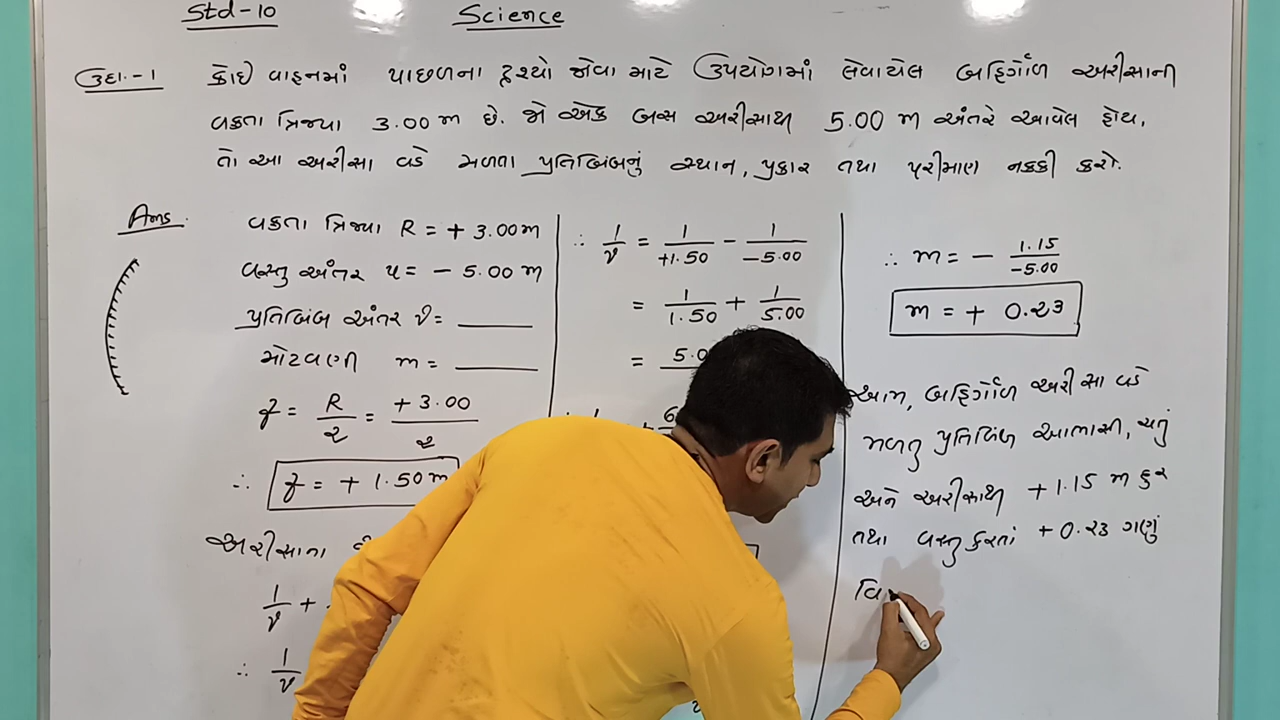 Std-10
Science
ઉદા.-1 કોઈ વાહનમાં પાછળના દ્રશ્યો જોવા માટે ઉપયોગમાં લેવાયેલ બહિર્ગોળ અરીસાની
વક્રતા ત્રિજ્યા 3.00 m છે. જો એક બસ અરીસાથી 5.00 m અંતરે આવેલ હોય,
તો આ અરીસા વડે મળતા પ્રતિબિંબનું સ્થાન, પ્રકાર તથા પરિમાણ નક્કી કરો.
Ans.
વક્રતા ત્રિજ્યા R = + 3.00m
વસ્તુ અંતર u = - 5.00 m
પ્રતિબિંબ અંતર v = ____
મોટવણી m = ____
f = R/2 = + 3.00/2
∴ f = + 1.50 m
અરીસાના
1/v +
∴ 1/v
∴ 1/v = 1/+1.50 - 1/-5.00
= 1/1.50 + 1/5.00
= 5.0
∴ m = - 1.15/-5.00
m = + 0.23
આમ, બહિર્ગોળ અરીસા વડે
મળતુ પ્રતિબિંબ આભાસી, ચતું
અને અરીસાથી +1.15 m દુર
તથા વસ્તુ કરતાં +0.23 ગણું
વિ